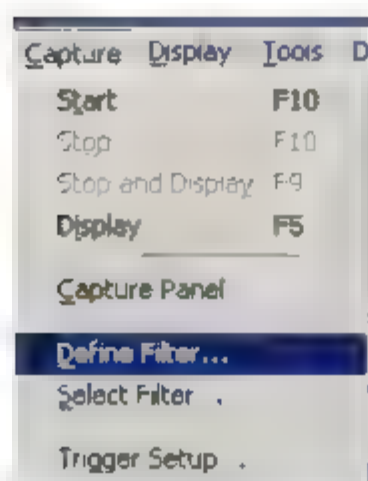 Capture Display Tools D
Start F10
Stop F10
Stop and Display F9
Display F5
Capture Panel
Define Filter...
Select Filter .
Trigger Setup .